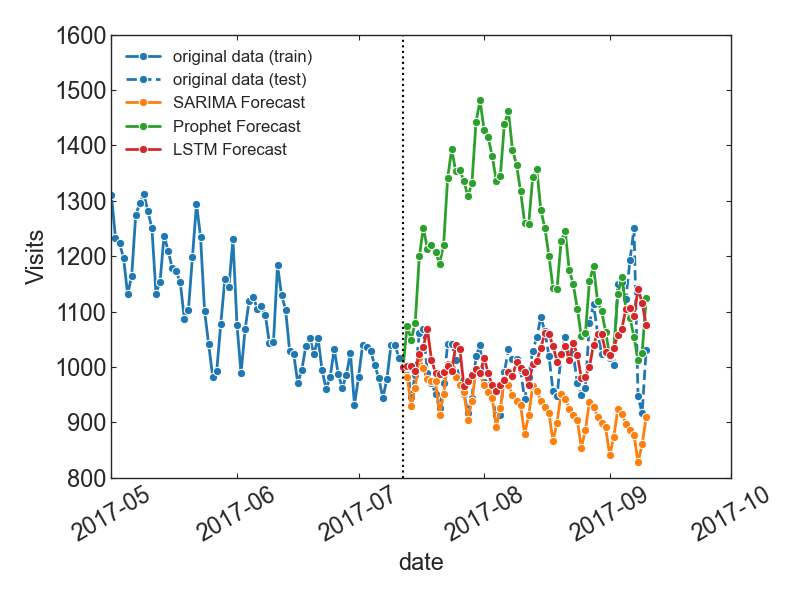 1600
1500
1400
1300
1200
1100
1000
900
800
Visits
original data (train)
original data (test)
SARIMA Forecast
Prophet Forecast
LSTM Forecast
2017-05
2017-06
2017-07
2017-08
2017-09
2017-10
date